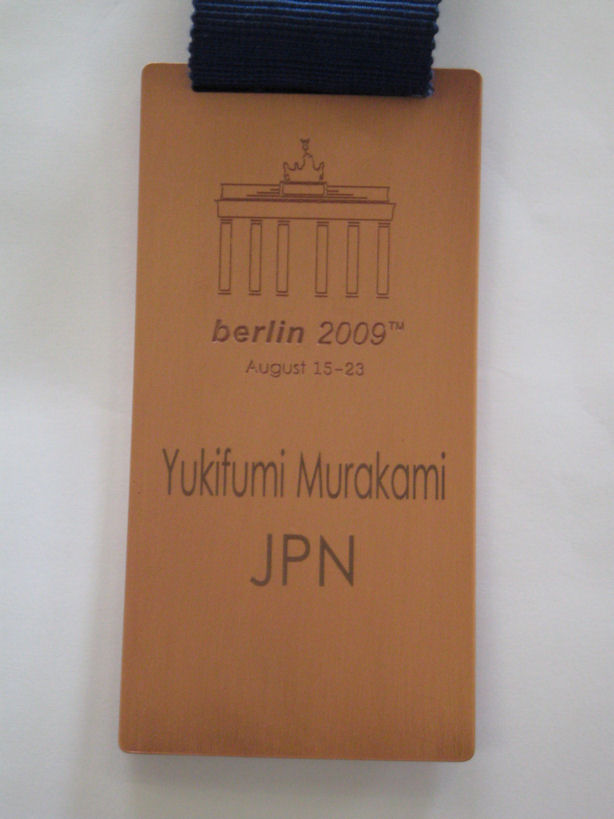 berlin 2009™
August 15-23
Yukifumi Murakami
JPN